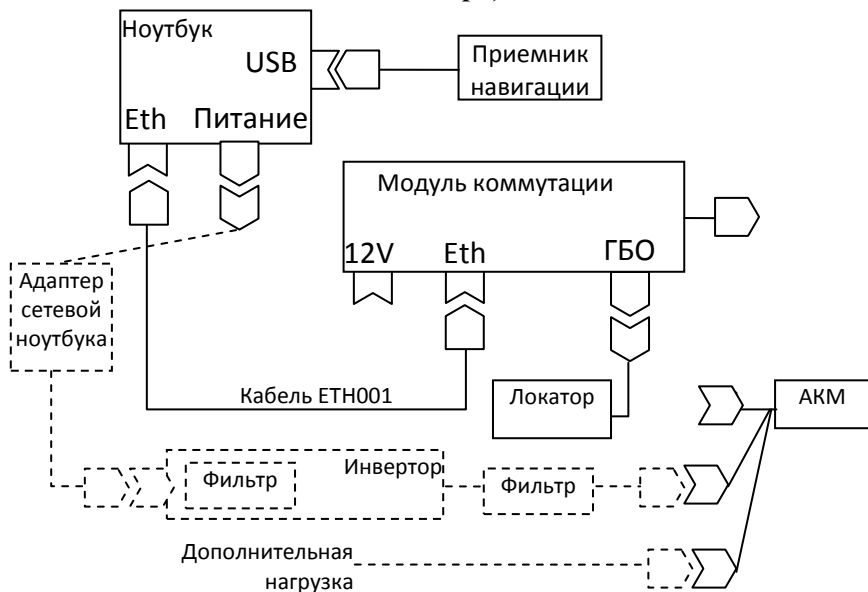 Ноутбук
USB
Приемник
навигации
Eth
Питание
Модуль коммутации
12V
Eth
ГБО
Адаптер
сетевой
ноутбука
Кабель ETH001
Локатор
АКМ
Инвертор
Фильтр
Фильтр
Дополнительная
нагрузка